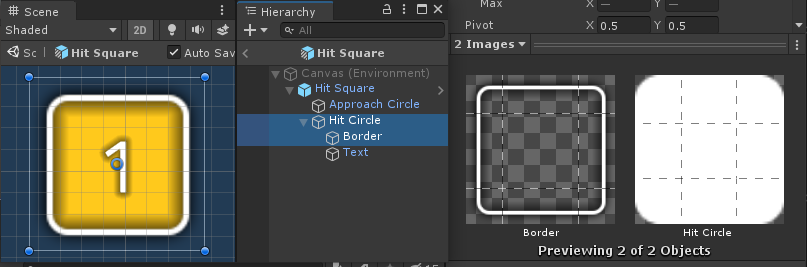 Scene
Shaded
2D
Sc
Hit Square
Auto Sav
1
Hierarchy
All
Hit Square
Canvas (Environment)
Hit Square
Approach Circle
Hit Circle
Border
Text
Max
X
—
Y
—
Pivot
X
0.5
Y
0.5
2 Images
Border
Hit Circle
Previewing 2 of 2 Objects